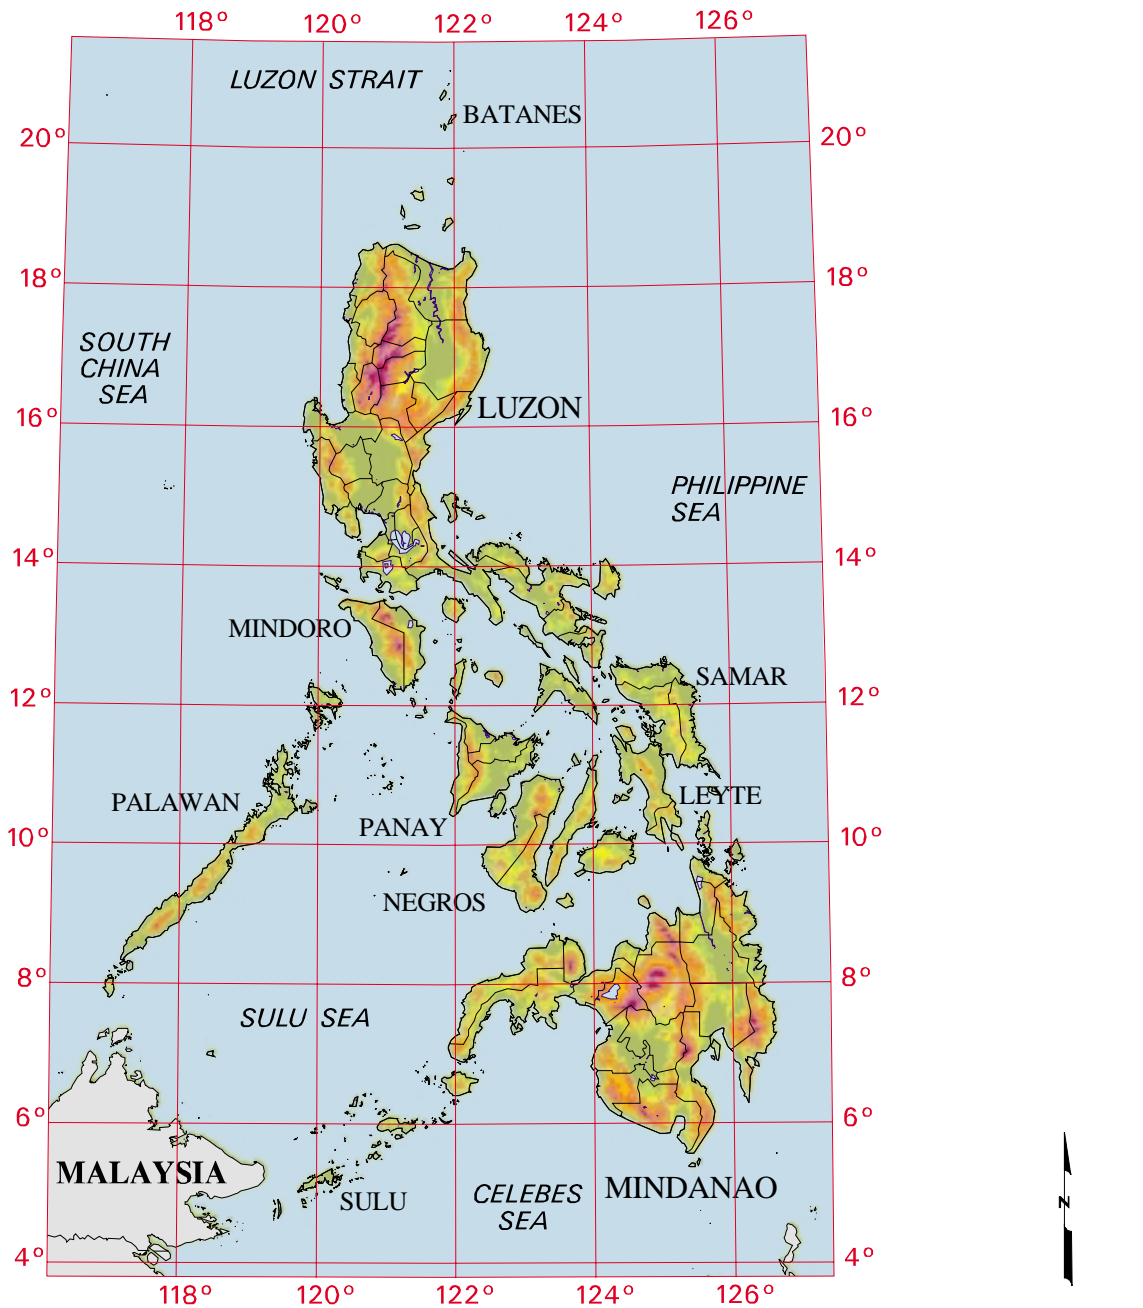 118° 120° 122° 124° 126°
LUZON STRAIT
BATANES
20° 20°
18° 18°
SOUTH
CHINA
SEA
LUZON
16° 16°
PHILIPPINE
SEA
14° 14°
MINDORO
SAMAR
12° 12°
PALAWAN
LEYTE
PANAY
10° 10°
NEGROS
8° 8°
SULU SEA
6° 6°
MALAYSIA
CELEBES
SEA
MINDANAO
SULU
N
4° 4°
118° 120° 122° 124° 126°